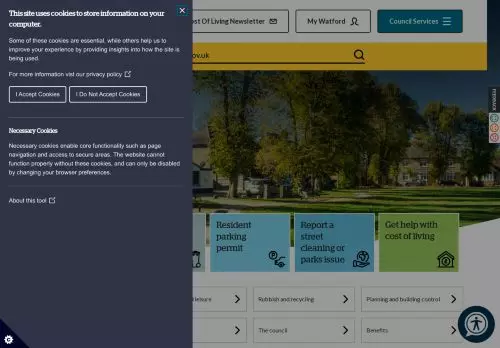 This site uses cookies to store information on your
computer.
Some of these cookies are essential, while others help us to
improve your experience by providing insights into how the site is
being used.
For more information visit our privacy policy
I Accept Cookies
I Do Not Accept Cookies
Necessary Cookies
Necessary cookies enable core functionality such as page
navigation and access to secure areas. The website cannot
function properly without these cookies, and can only be disabled
by changing your browser preferences.
About this tool
Of Living Newsletter
My Watford
Council Services
ov.uk
FEEDBACK
Resident
parking
permit
Report a
street
cleaning or
parks issue
Get help with
cost of living
leisure
Rubbish and recycling
Planning and building control
The council
Benefits